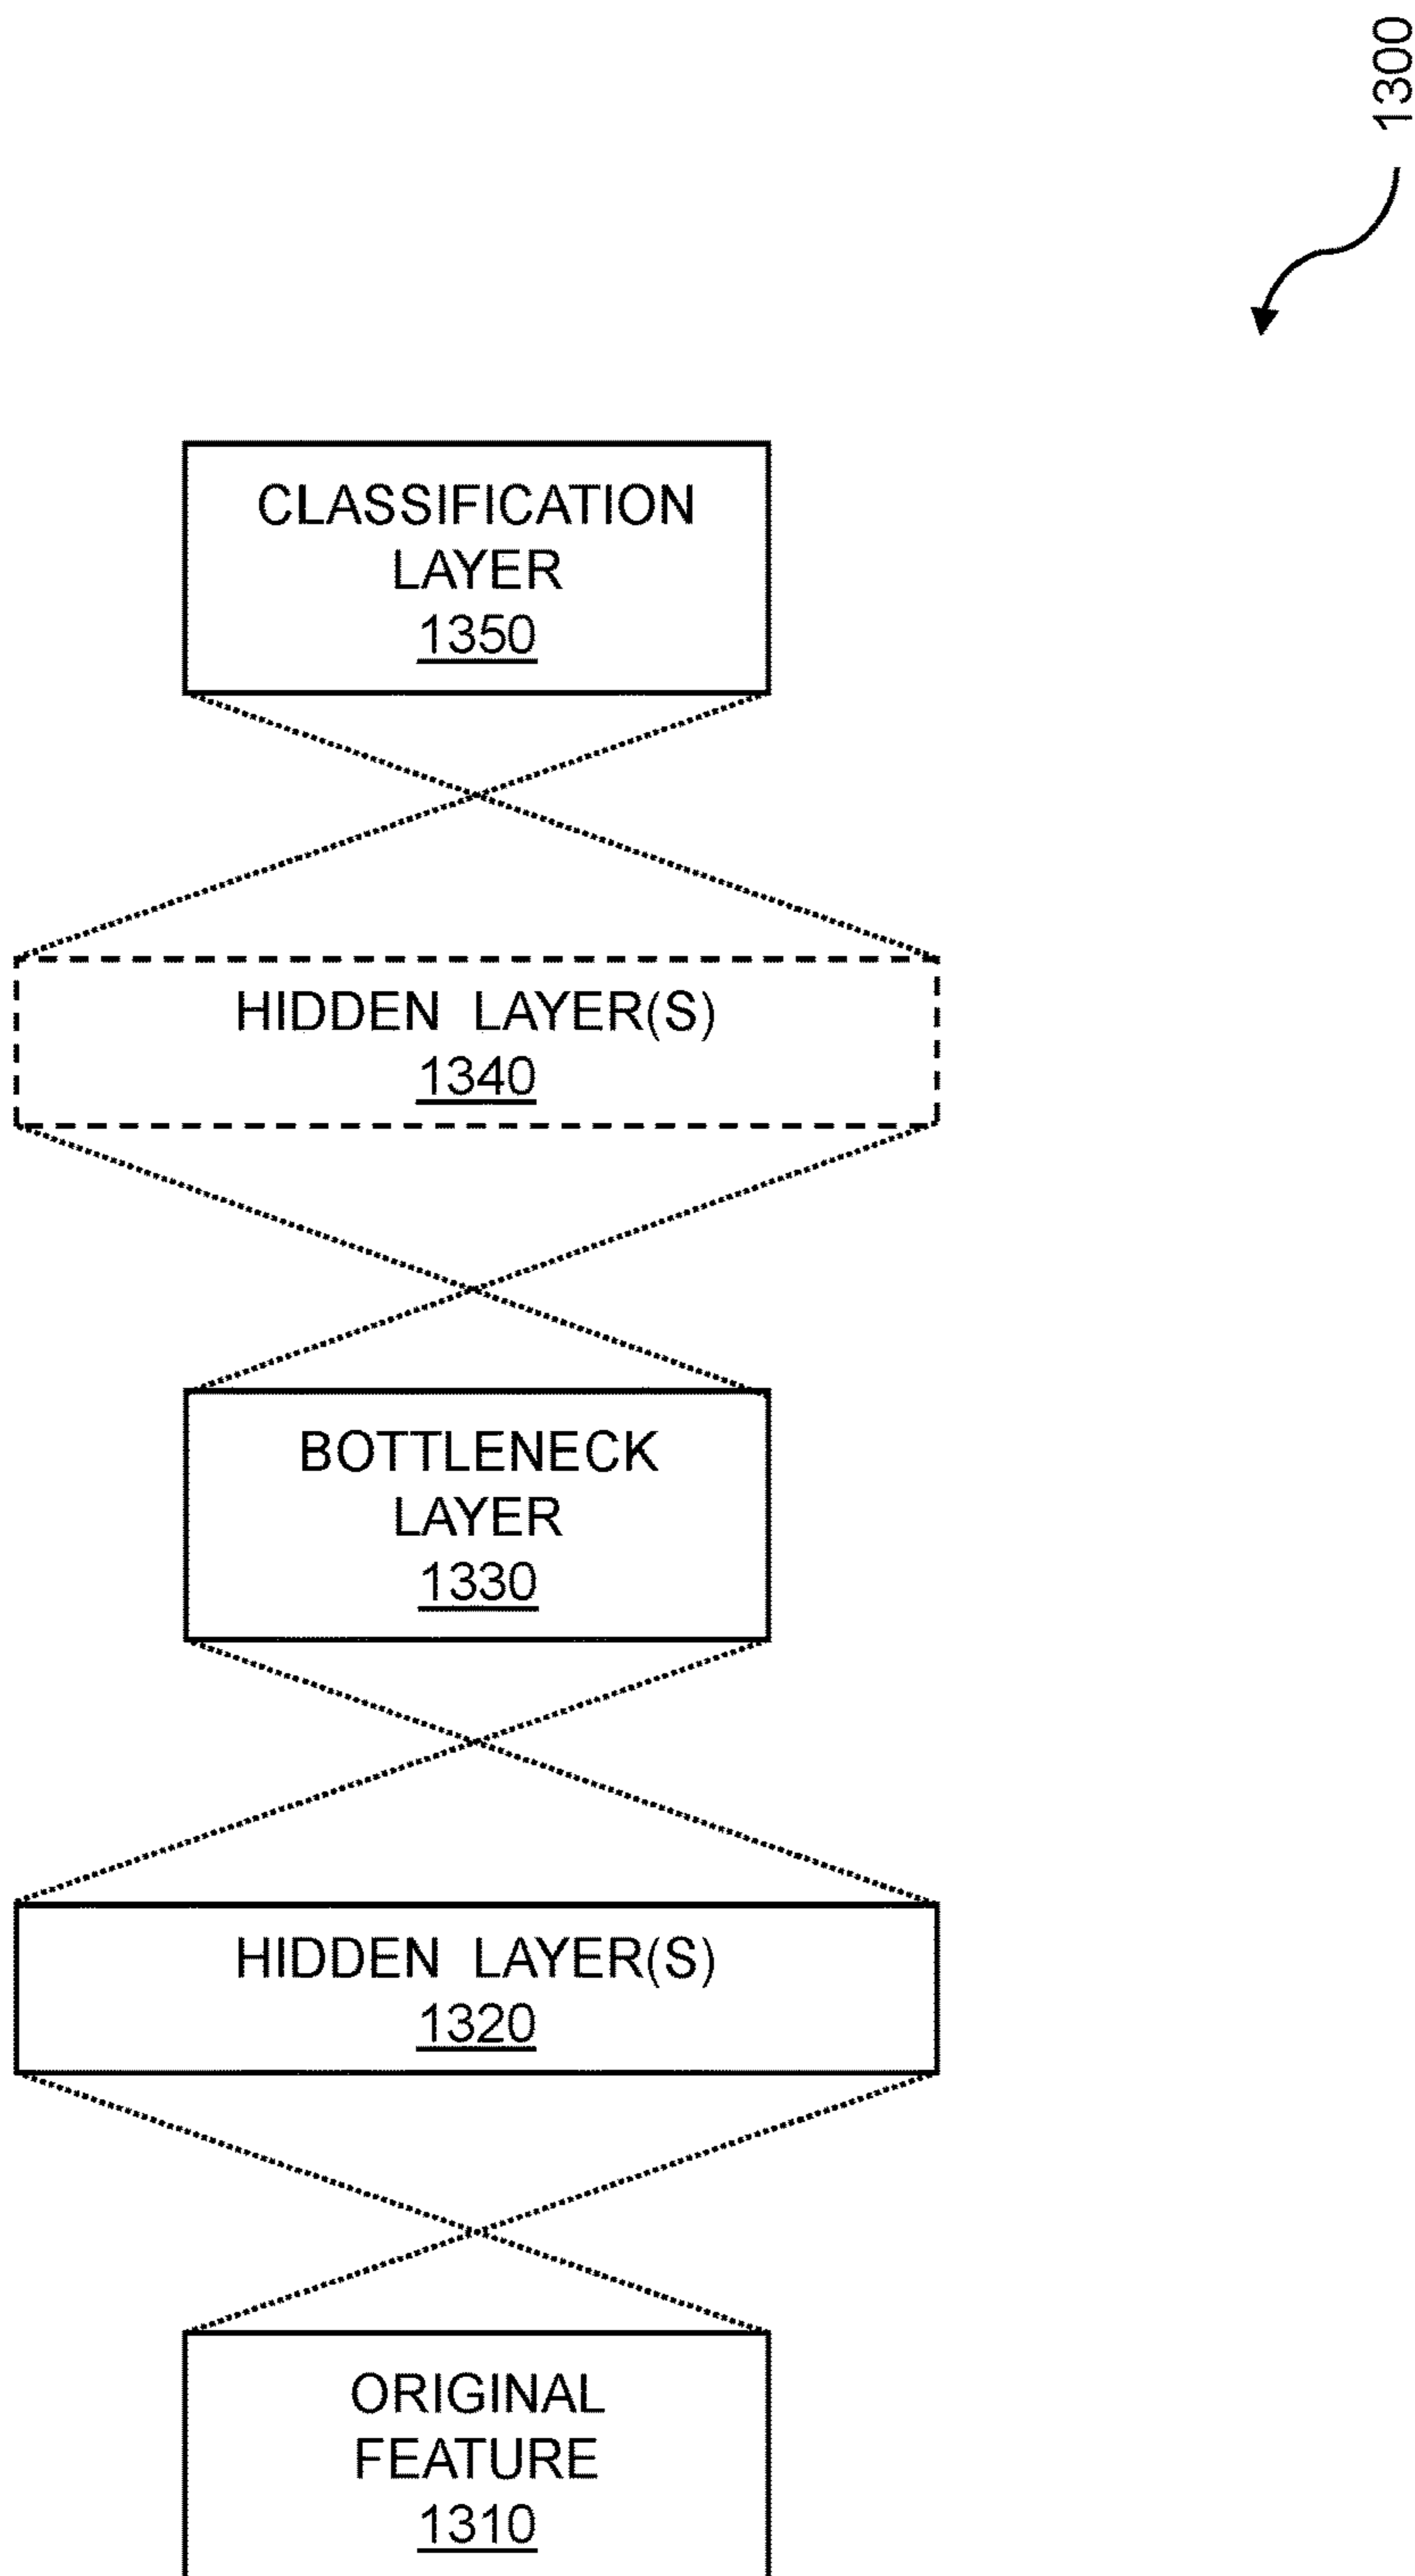 1300
CLASSIFICATION
LAYER
1350
HIDDEN LAYER(S)
1340
BOTTLENECK
LAYER
1330
HIDDEN LAYER(S)
1320
ORIGINAL
FEATURE
1310